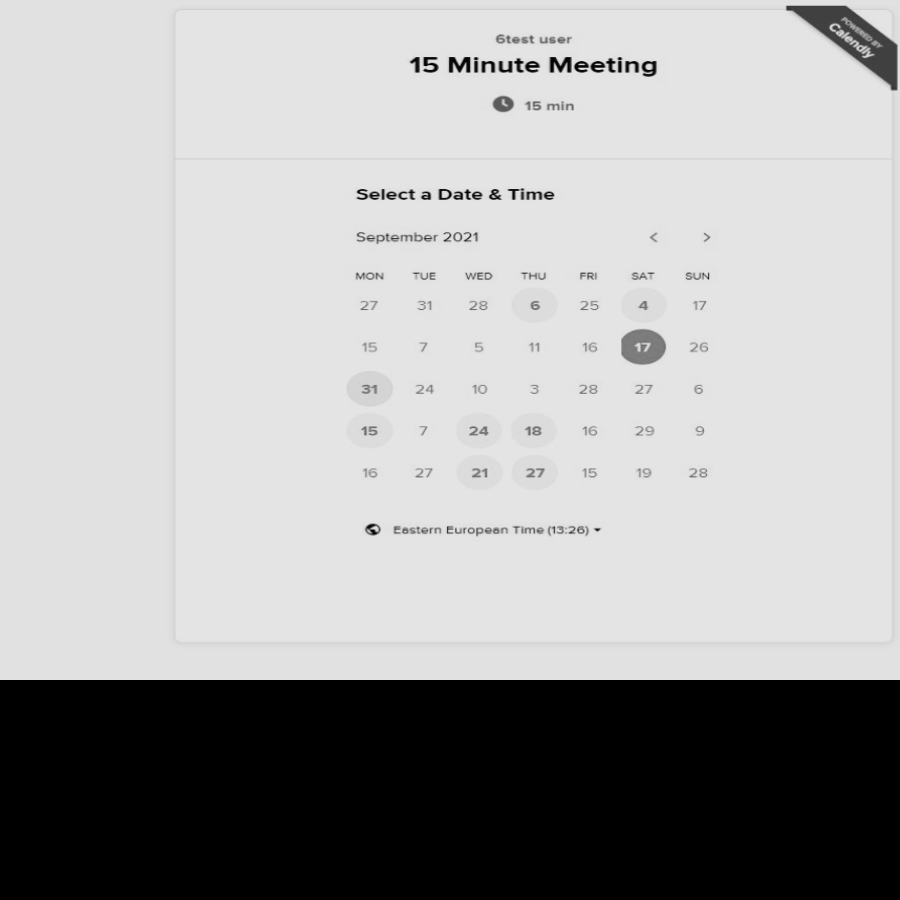 6test user
POWERED BY
Calendly
15 Minute Meeting
15 min
Select a Date & Time
September 2021
MON TUE WED THU FRI SAT SUN
27 31 28 6 25 4 17
15 7 5 11 16 17 26
31 24 10 3 28 27 6
15 7 24 18 16 29 9
16 27 21 27 15 19 28
Eastern European Time (13:26)